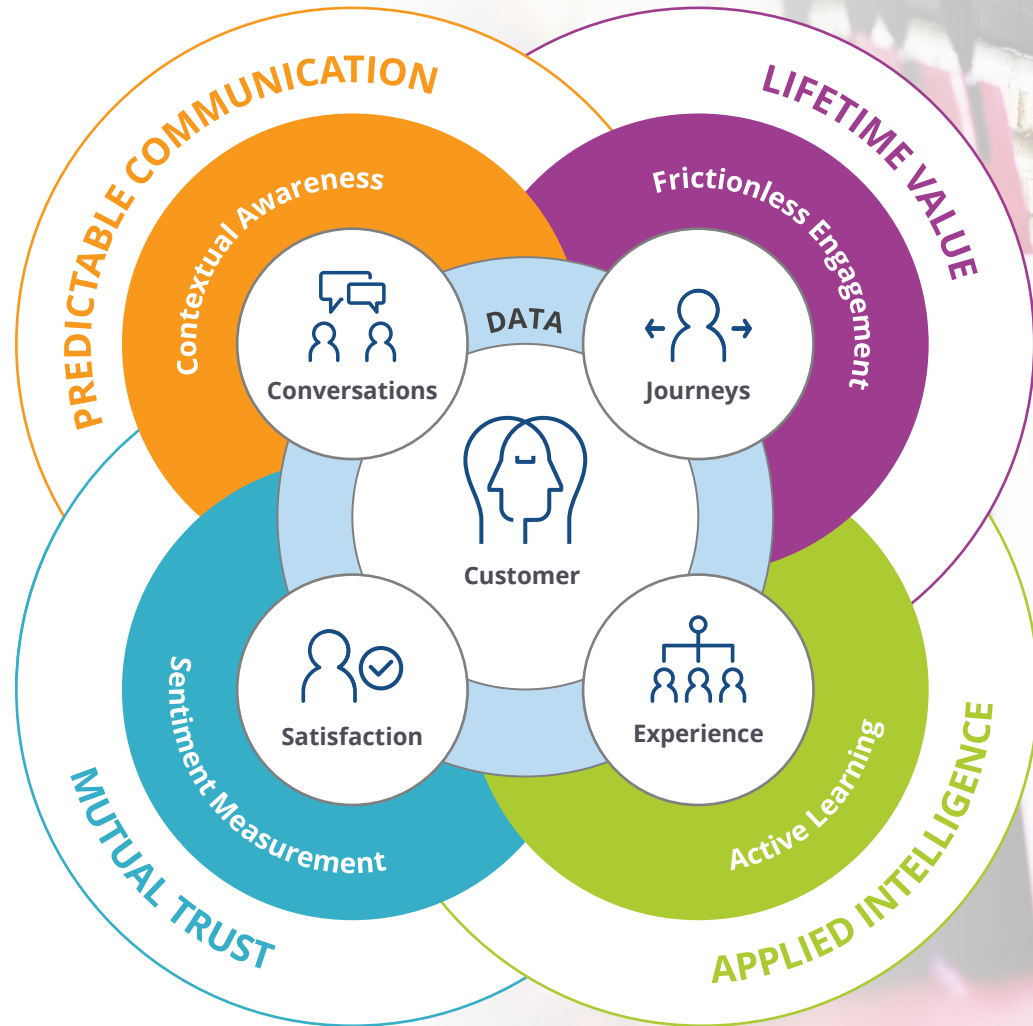 PREDICTABLE COMMUNICATION
LIFETIME VALUE
Contextual Awareness
Frictionless Engagement
DATA
Conversations
Journeys
Customer
Satisfaction
Experience
Sentiment Measurement
Active Learning
MUTUAL TRUST
APPLIED INTELLIGENCE